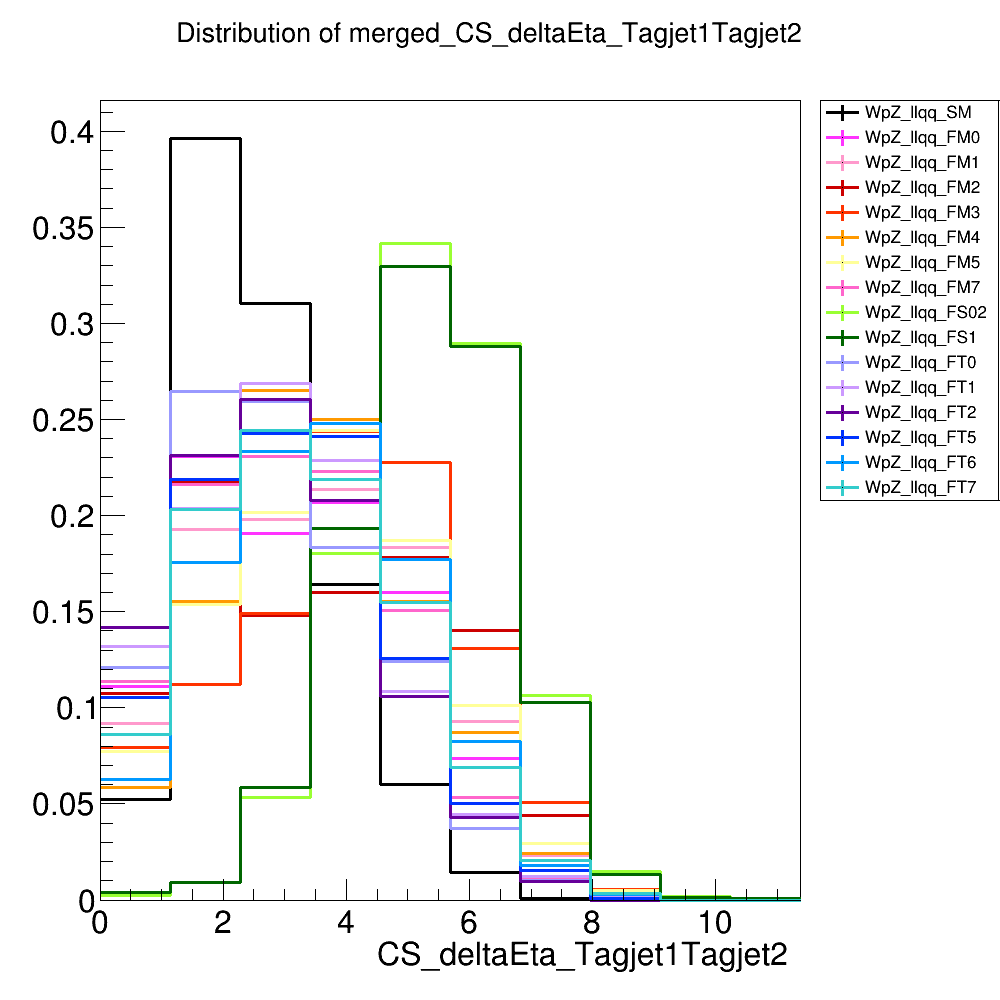 Distribution of merged_CS_deltaEta_Tagjet1Tagjet2
WpZ_llqq_SM
WpZ_llqq_FM0
WpZ_llqq_FM1
WpZ_llqq_FM2
WpZ_llqq_FM3
WpZ_llqq_FM4
WpZ_llqq_FM5
WpZ_llqq_FM7
WpZ_llqq_FS02
WpZ_llqq_FS1
WpZ_llqq_FT0
WpZ_llqq_FT1
WpZ_llqq_FT2
WpZ_llqq_FT5
WpZ_llqq_FT6
WpZ_llqq_FT7
0.4
0.35
0.3
0.25
0.2
0.15
0.1
0.05
0
0 2 4 6 8 10
CS_deltaEta_Tagjet1Tagjet2